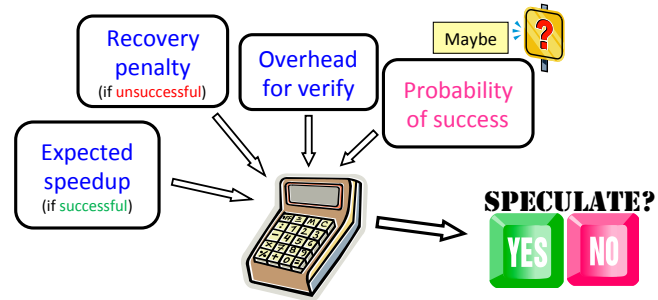 Recovery
penalty
(if unsuccessful)
Overhead
for verify
Maybe
?
Probability
of success
Expected
speedup
(if successful)
SPECULATE?
YES
NO